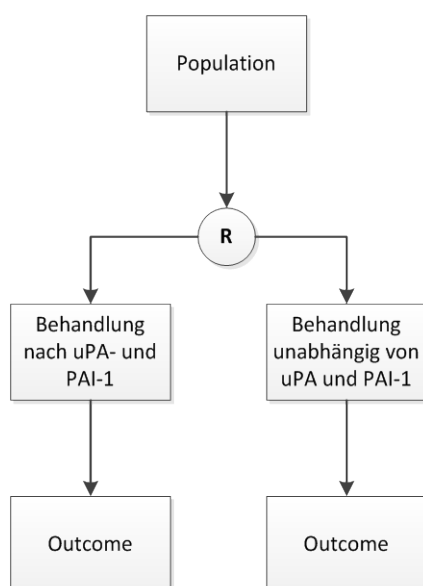 Population
R
Behandlung
nach uPA- und
PAI-1
Behandlung
unabhängig von
uPA und PAI-1
Outcome
Outcome